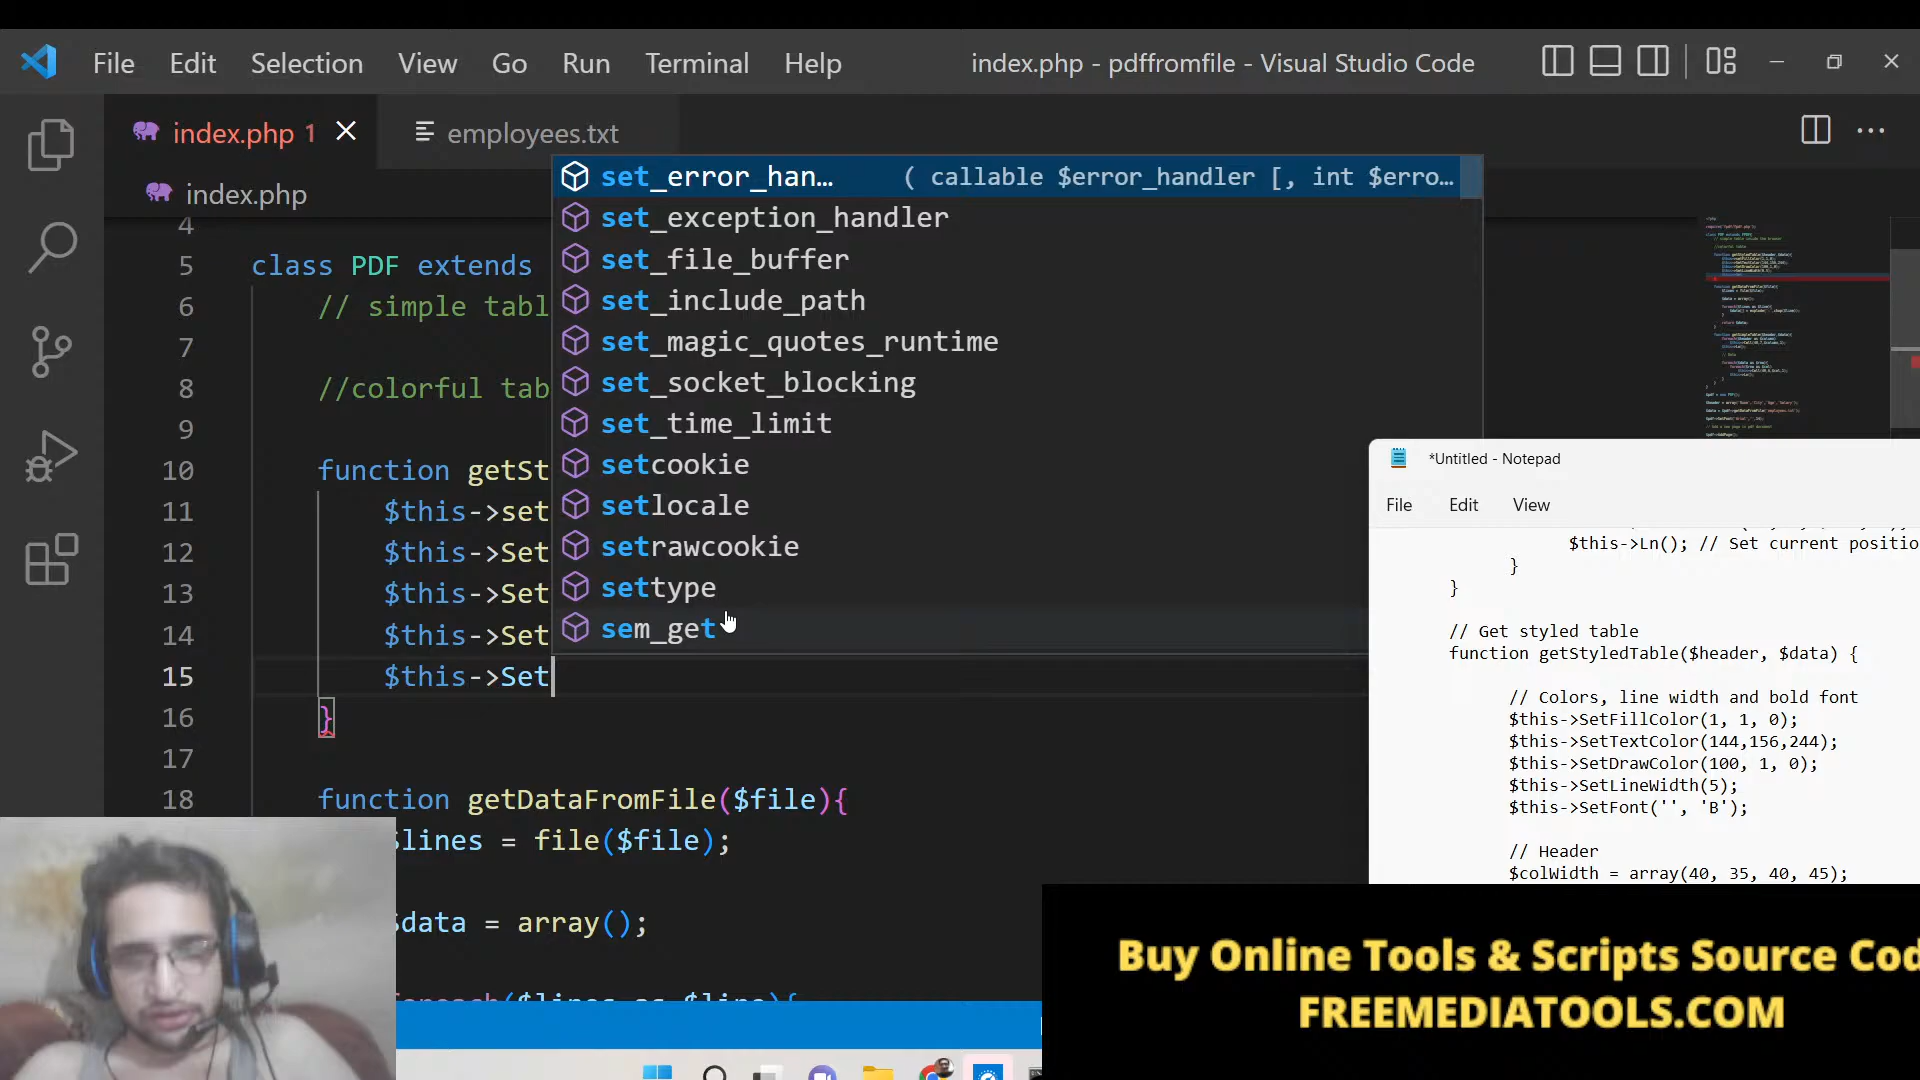 File Edit Selection View Go Run Terminal Help index.php - pdffromfile - Visual Studio Code
index.php 1 employees.txt
index.php
4
5 class PDF extends
6 // simple tabl
7
8 //colorful tab
9
10 function getSt
11 $this->set
12 $this->Set
13 $this->Set
14 $this->Set
15 $this->Set
16 }
17
18 function getDataFromFile($file){
$lines = file($file);
$data = array();
foreach($lines as $line){
set_error_han... ( callable $error_handler [, int $erro...
set_exception_handler
set_file_buffer
set_include_path
set_magic_quotes_runtime
set_socket_blocking
set_time_limit
setcookie
setlocale
setrawcookie
settype
sem_get
*Untitled - Notepad
File Edit View
$this->Ln(); // Set current positio
}
}
// Get styled table
function getStyledTable($header, $data) {
// Colors, line width and bold font
$this->SetFillColor(1, 1, 0);
$this->SetTextColor(144,156,244);
$this->SetDrawColor(100, 1, 0);
$this->SetLineWidth(5);
$this->SetFont('', 'B');
// Header
$colWidth = array(40, 35, 40, 45);
Buy Online Tools & Scripts Source Cod
FREEMEDIATOOLS.COM